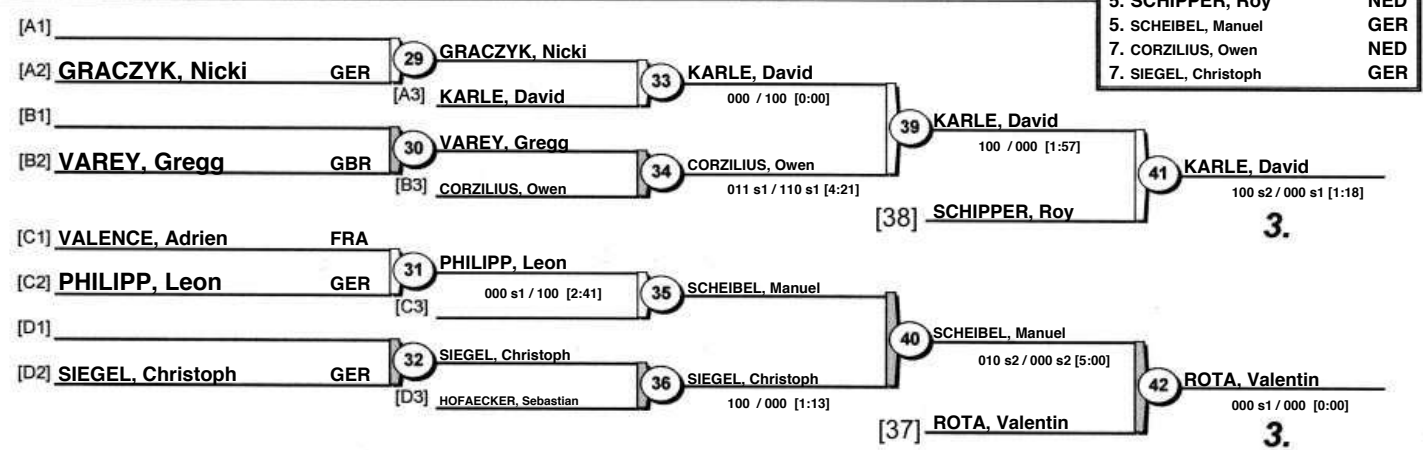 5. SCHIPPER, Roy NED
5. SCHEIBEL, Manuel GER
7. CORZILIUS, Owen NED
7. SIEGEL, Christoph GER
[A1]
[A2] GRACZYK, Nicki GER
29 GRACZYK, Nicki
[A3] KARLE, David
33 KARLE, David
000 / 100 [0:00]
[B1]
[B2] VAREY, Gregg GBR
30 VAREY, Gregg
[B3] CORZILIUS, Owen
34 CORZILIUS, Owen
011 s1 / 110 s1 [4:21]
39 KARLE, David
100 / 000 [1:57]
[38] SCHIPPER, Roy
41 KARLE, David
100 s2 / 000 s1 [1:18]
3.
[C1] VALENCE, Adrien FRA
[C2] PHILIPP, Leon GER
31 PHILIPP, Leon
000 s1 / 100 [2:41]
[C3]
35 SCHEIBEL, Manuel
[D1]
[D2] SIEGEL, Christoph GER
32 SIEGEL, Christoph
[D3] HOFAECKER, Sebastian
36 SIEGEL, Christoph
100 / 000 [1:13]
40 SCHEIBEL, Manuel
010 s2 / 000 s2 [5:00]
[37] ROTA, Valentin
42 ROTA, Valentin
000 s1 / 000 [0:00]
3.